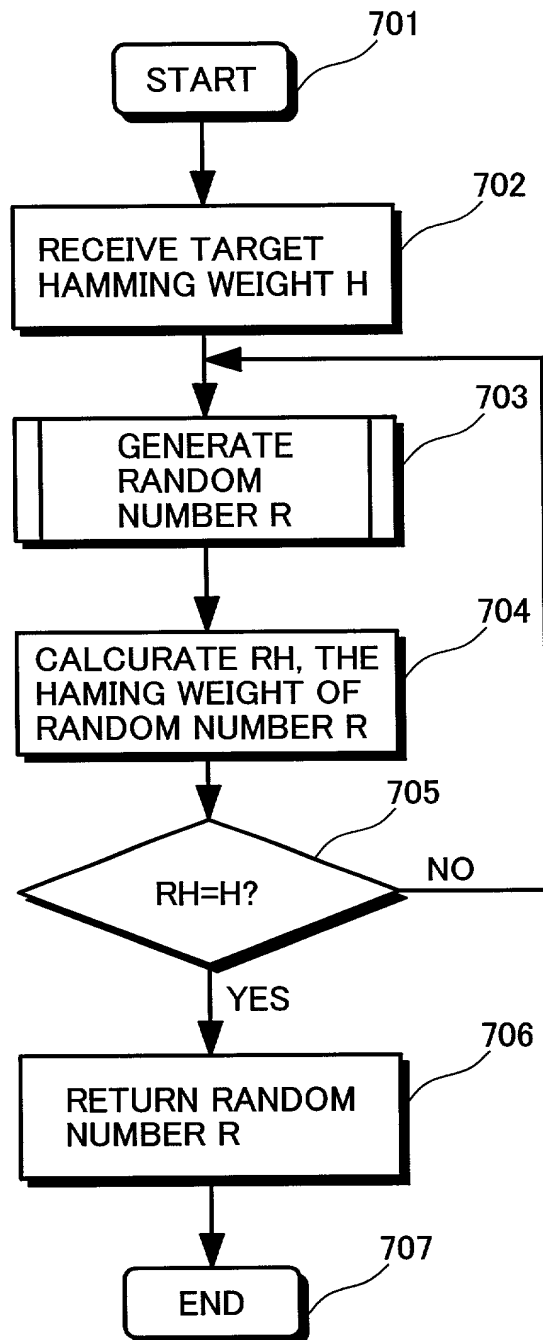 701
START
702
RECEIVE TARGET
HAMMING WEIGHT H
703
GENERATE
RANDOM
NUMBER R
704
CALCURATE RH, THE
HAMING WEIGHT OF
RANDOM NUMBER R
705
RH=H?
NO
YES
706
RETURN RANDOM
NUMBER R
707
END